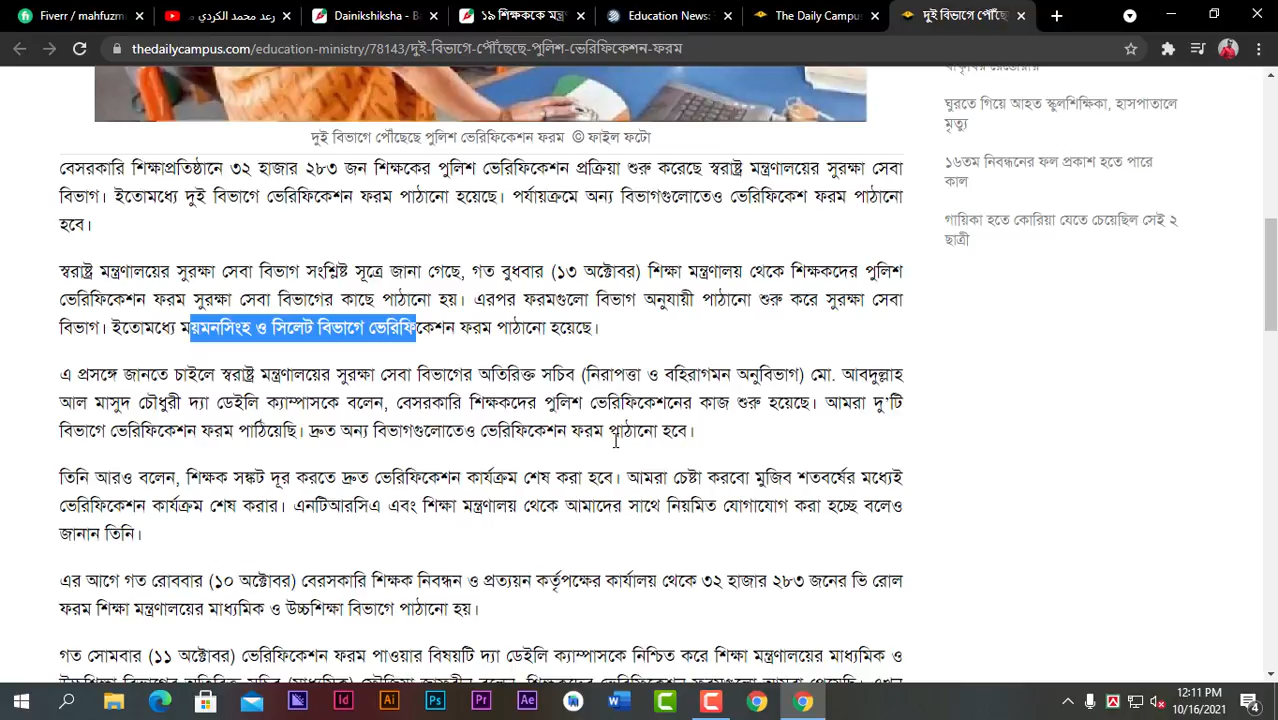 Fiverr / mahfuzm
رعد محمد الكردي
Dainikshiksha - Ba
১৯ শিক্ষককে
Education News:
The Daily Campus
দুই বিভাগে পৌঁছে
thedailycampus.com/education-ministry/78143/দুই-বিভাগে-পৌঁছেছে-পুলিশ-ভেরিফিকেশন-ফরম
দুই বিভাগে পৌঁছেছে পুলিশ ভেরিফিকেশন ফরম © ফাইল ফটো
বেসরকারি শিক্ষাপ্রতিষ্ঠানে ৩২ হাজার ২৮৩ জন শিক্ষকের পুলিশ ভেরিফিকেশন প্রক্রিয়া শুরু করেছে স্বরাষ্ট্র মন্ত্রণালয়ের সুরক্ষা সেবা
বিভাগ। ইতোমধ্যে দুই বিভাগে ভেরিফিকেশন ফরম পাঠানো হয়েছে। পর্যায়ক্রমে অন্য বিভাগগুলোতেও ভেরিফিকেশ ফরম পাঠানো
হবে।
স্বরাষ্ট্র মন্ত্রণালয়ের সুরক্ষা সেবা বিভাগ সংশ্লিষ্ট সূত্রে জানা গেছে, গত বুধবার (১৩ অক্টোবর) শিক্ষা মন্ত্রণালয় থেকে শিক্ষকদের পুলিশ
ভেরিফিকেশন ফরম সুরক্ষা সেবা বিভাগের কাছে পাঠানো হয়। এরপর ফরমগুলো বিভাগ অনুযায়ী পাঠানো শুরু করে সুরক্ষা সেবা
বিভাগ। ইতোমধ্যে ময়মনসিংহ ও সিলেট বিভাগে ভেরিফিকেশন ফরম পাঠানো হয়েছে।
এ প্রসঙ্গে জানতে চাইলে স্বরাষ্ট্র মন্ত্রণালয়ের সুরক্ষা সেবা বিভাগের অতিরিক্ত সচিব (নিরাপত্তা ও বহিরাগমন অনুবিভাগ) মো. আবদুল্লাহ
আল মাসুদ চৌধুরী দ্যা ডেইলি ক্যাম্পাসকে বলেন, বেসরকারি শিক্ষকদের পুলিশ ভেরিফিকেশনের কাজ শুরু হয়েছে। আমরা দু’টি
বিভাগে ভেরিফিকেশন ফরম পাঠিয়েছি। দ্রুত অন্য বিভাগগুলোতেও ভেরিফিকেশন ফরম পাঠানো হবে।
তিনি আরও বলেন, শিক্ষক সঙ্কট দূর করতে দ্রুত ভেরিফিকেশন কার্যক্রম শেষ করা হবে। আমরা চেষ্টা করবো মুজিব শতবর্ষের মধ্যেই
ভেরিফিকেশন কার্যক্রম শেষ করার। এনটিআরসিএ এবং শিক্ষা মন্ত্রণালয় থেকে আমাদের সাথে নিয়মিত যোগাযোগ করা হচ্ছে বলেও
জানান তিনি।
এর আগে গত রোববার (১০ অক্টোবর) বেরসকারি শিক্ষক নিবন্ধন ও প্রত্যয়ন কর্তৃপক্ষের কার্যালয় থেকে ৩২ হাজার ২৮৩ জনের ভি রোল
ফরম শিক্ষা মন্ত্রণালয়ের মাধ্যমিক ও উচ্চশিক্ষা বিভাগে পাঠানো হয়।
গত সোমবার (১১ অক্টোবর) ভেরিফিকেশন ফরম পাওয়ার বিষয়টি দ্যা ডেইলি ক্যাম্পাসকে নিশ্চিত করে শিক্ষা মন্ত্রণালয়ের মাধ্যমিক ও
ঘুরতে গিয়ে আহত স্কুলশিক্ষিকা, হাসপাতালে
মৃত্যু
১৬তম নিবন্ধনের ফল প্রকাশ হতে পারে
কাল
গায়িকা হতে কোরিয়া যেতে চেয়েছিল সেই ২
ছাত্রী
Id
Ai
Ps
Pr
Ae
12:11 PM
10/16/2021
4